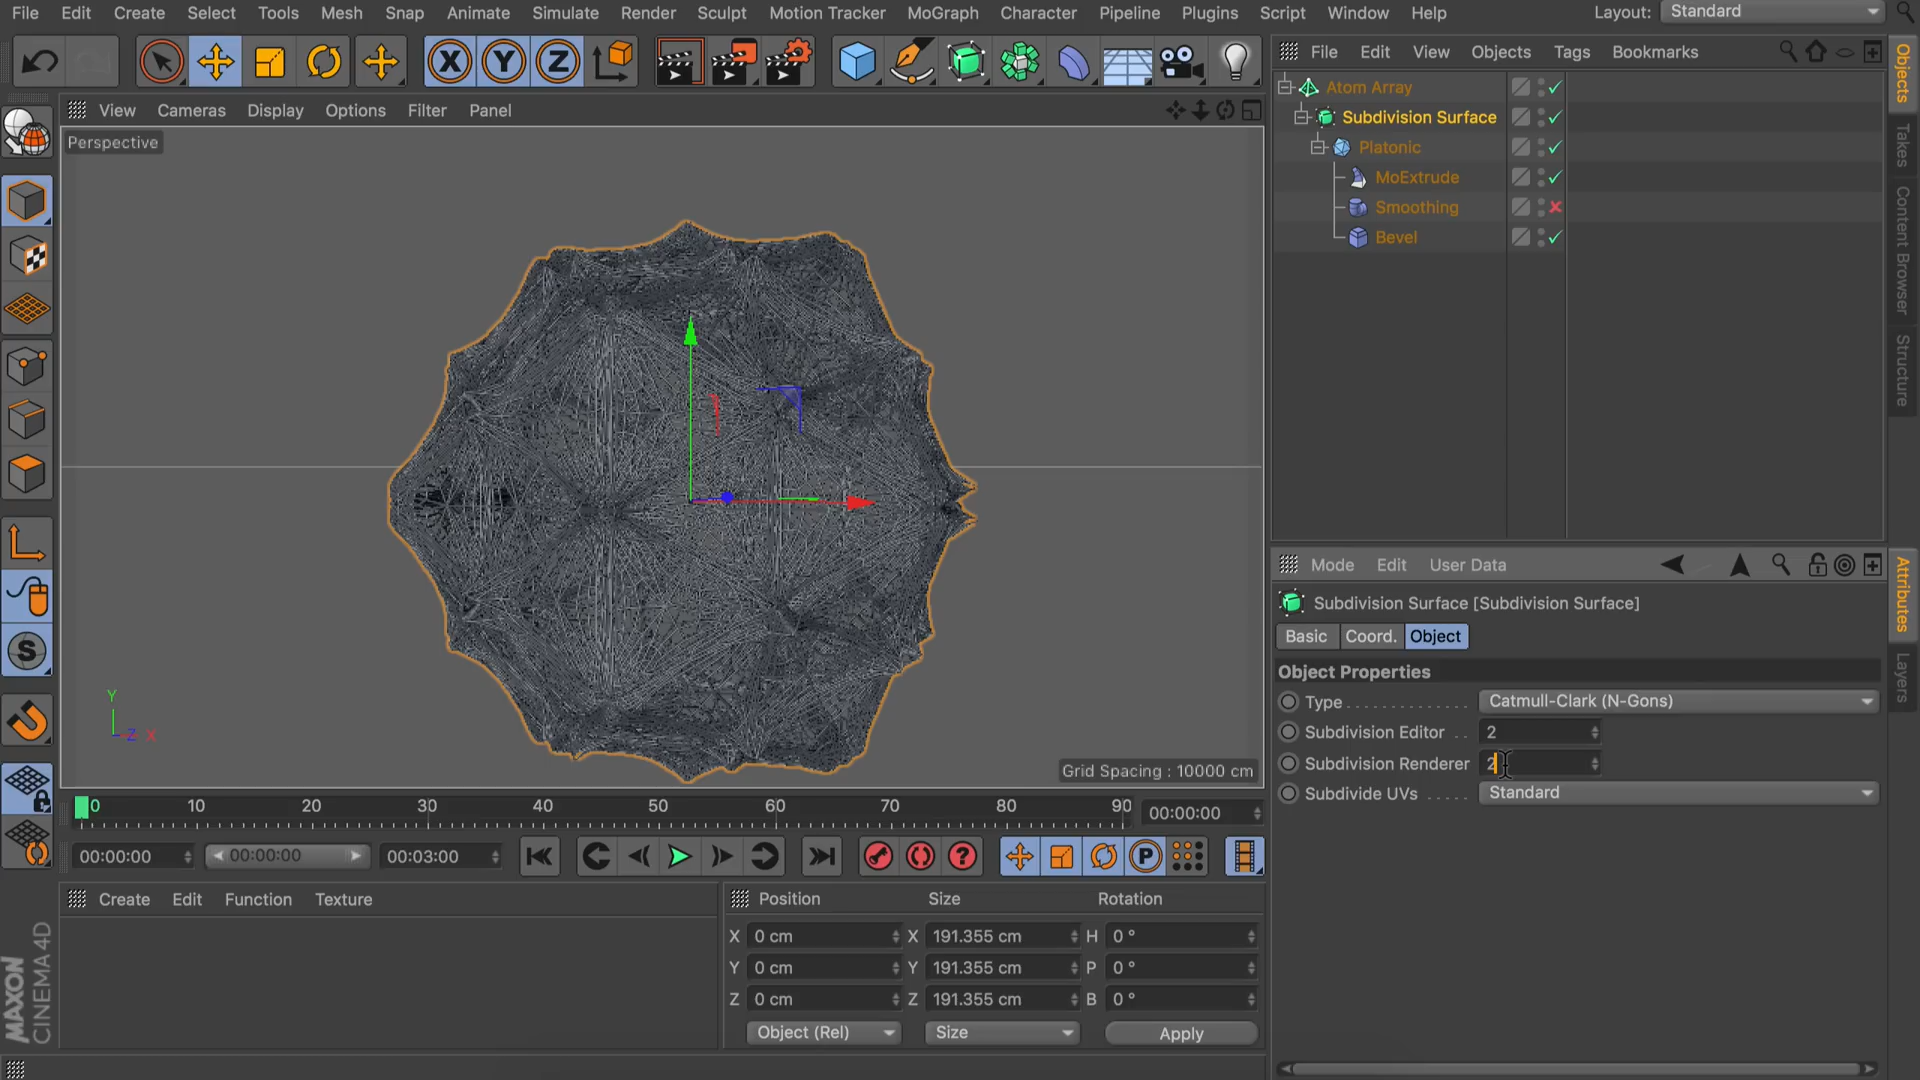 File Edit Create Select Tools Mesh Snap Animate Simulate Render Sculpt Motion Tracker MoGraph Character Pipeline Plugins Script Window Help Layout: Standard
X Y Z
File Edit View Objects Tags Bookmarks
View Cameras Display Options Filter Panel
Perspective
Atom Array
Subdivision Surface
Platonic
MoExtrude
Smoothing
Bevel
Objects
Takes
Content Browser
Structure
Y
Z X
Grid Spacing : 10000 cm
Mode Edit User Data
Subdivision Surface [Subdivision Surface]
Basic Coord. Object
Object Properties
Type Catmull-Clark (N-Gons)
Subdivision Editor 2
Subdivision Renderer 2
Subdivide UVs Standard
Attributes
Layers
S
0 10 20 30 40 50 60 70 80 90 00:00:00
00:00:00 00:00:00 00:03:00
? P
Create Edit Function Texture
Position Size Rotation
X 0 cm X 191.355 cm H 0 °
Y 0 cm Y 191.355 cm P 0 °
Z 0 cm Z 191.355 cm B 0 °
Object (Rel) Size Apply
MAXON
CINEMA 4D